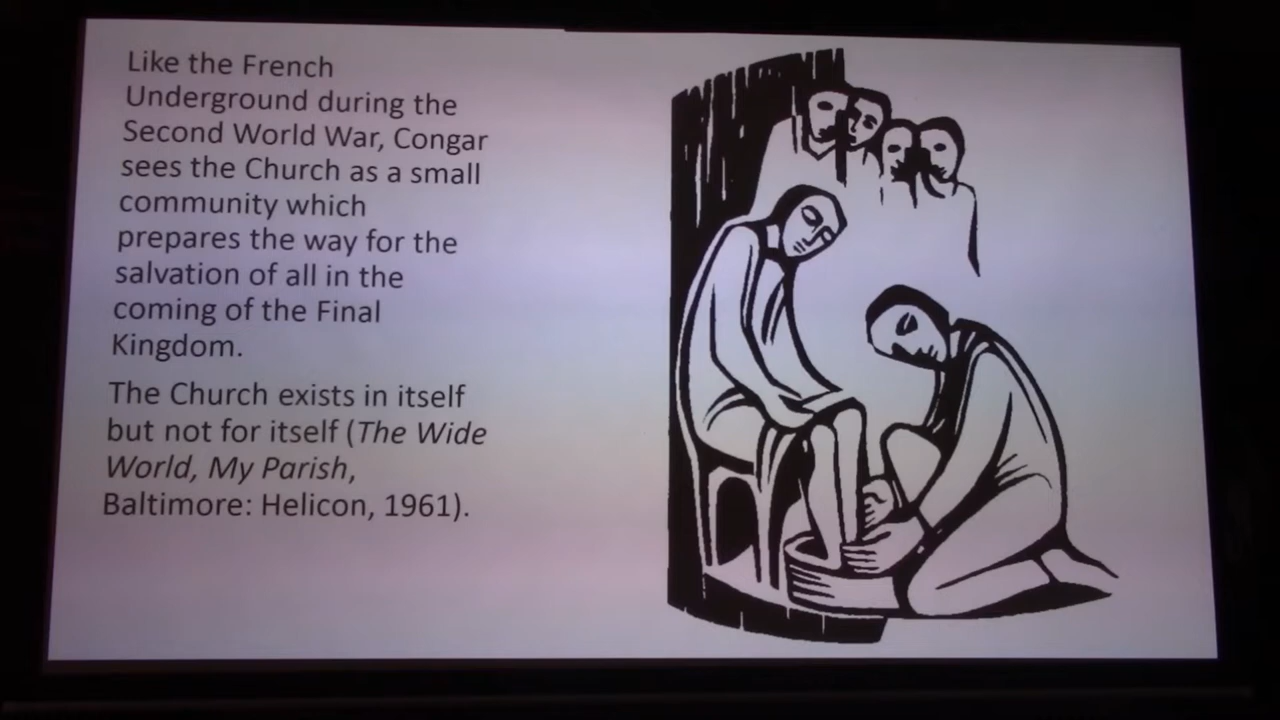 Like the French
Underground during the
Second World War, Congar
sees the Church as a small
community which
prepares the way for the
salvation of all in the
coming of the Final
Kingdom.
The Church exists in itself
but not for itself (The Wide
World, My Parish,
Baltimore: Helicon, 1961).